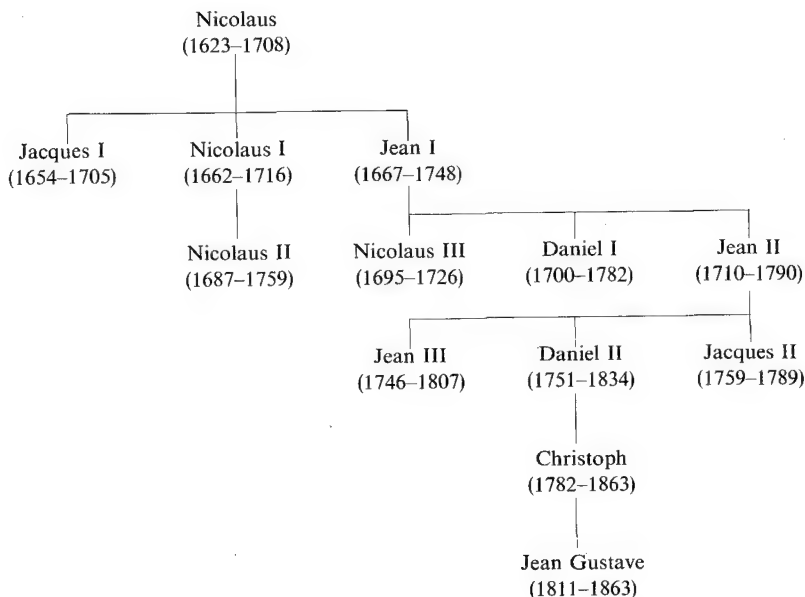 Nicolaus
(1623–1708)
Jacques I
(1654–1705)
Nicolaus I
(1662–1716)
Jean I
(1667–1748)
Nicolaus II
(1687–1759)
Nicolaus III
(1695–1726)
Daniel I
(1700–1782)
Jean II
(1710–1790)
Jean III
(1746–1807)
Daniel II
(1751–1834)
Jacques II
(1759–1789)
Christoph
(1782–1863)
Jean Gustave
(1811–1863)